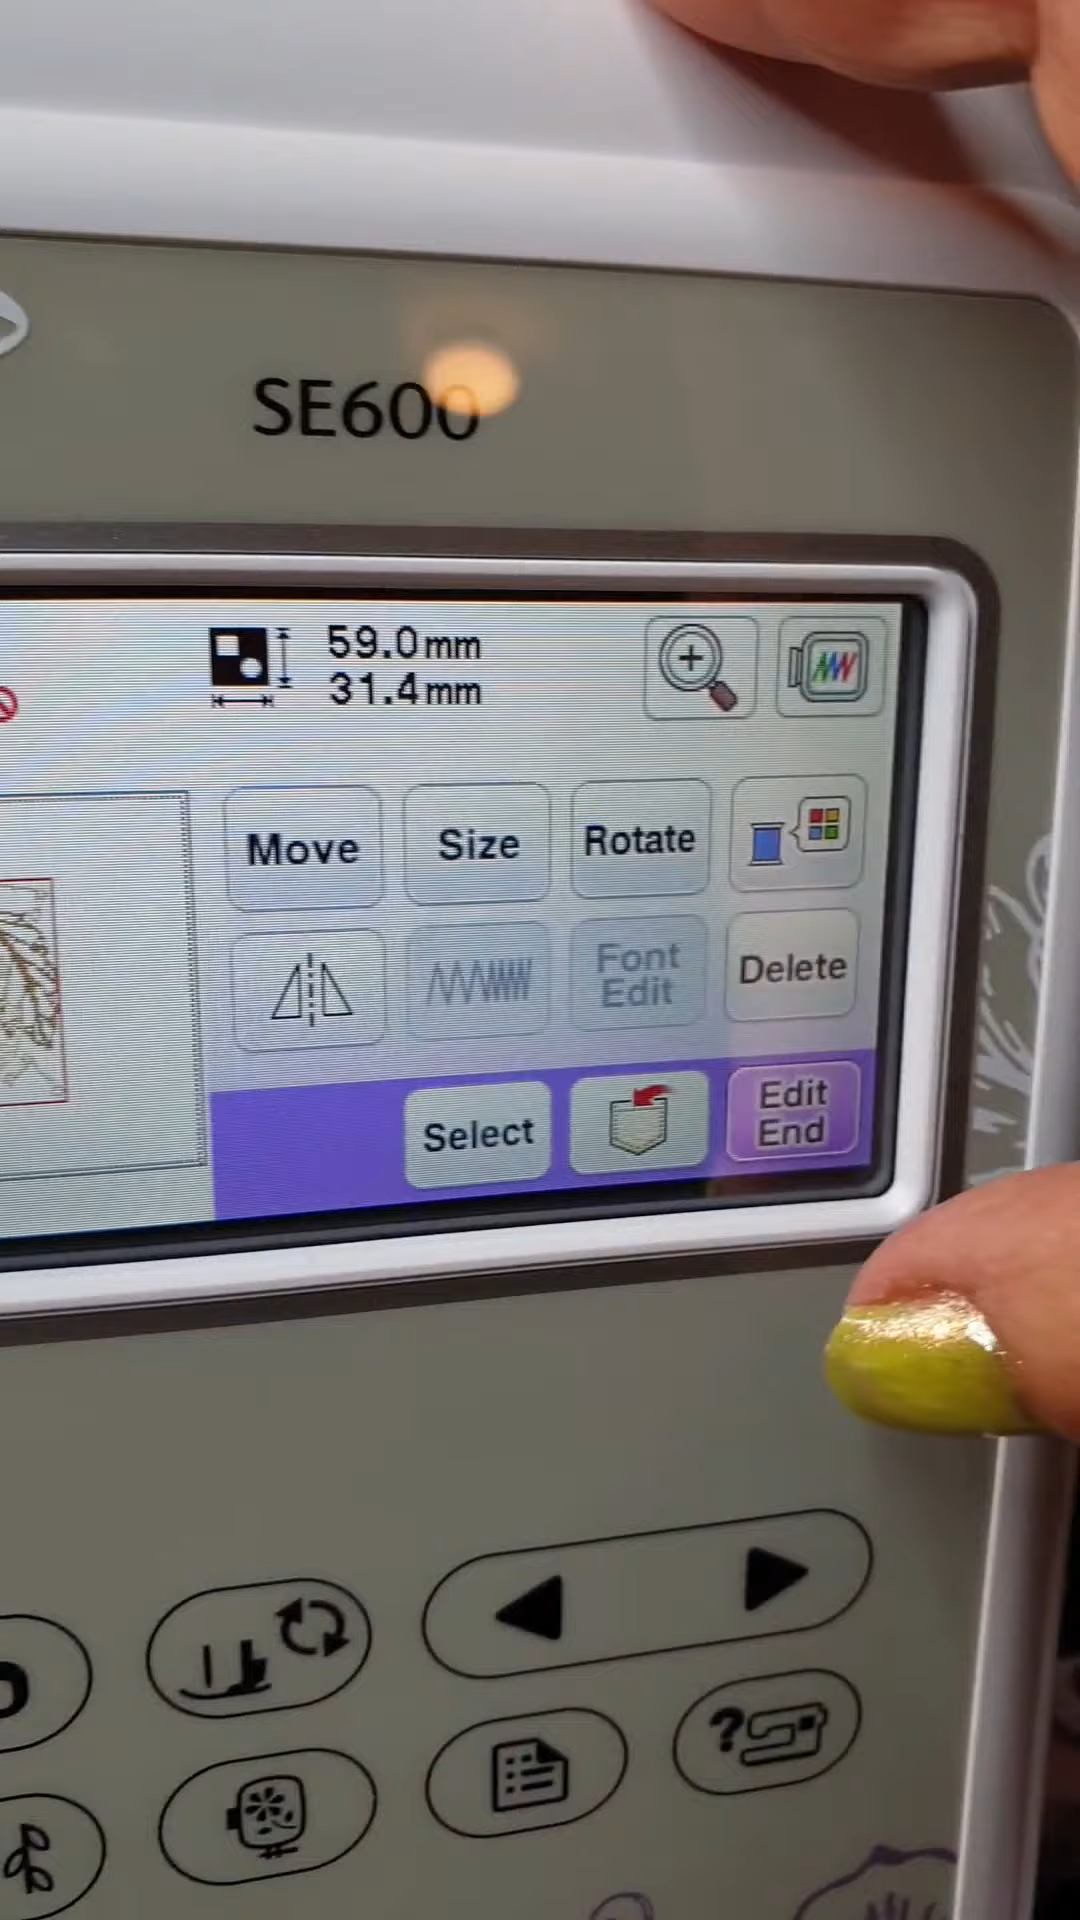 SE600
59.0mm
31.4mm
Move
Size
Rotate
Font
Edit
Delete
Select
Edit
End
?